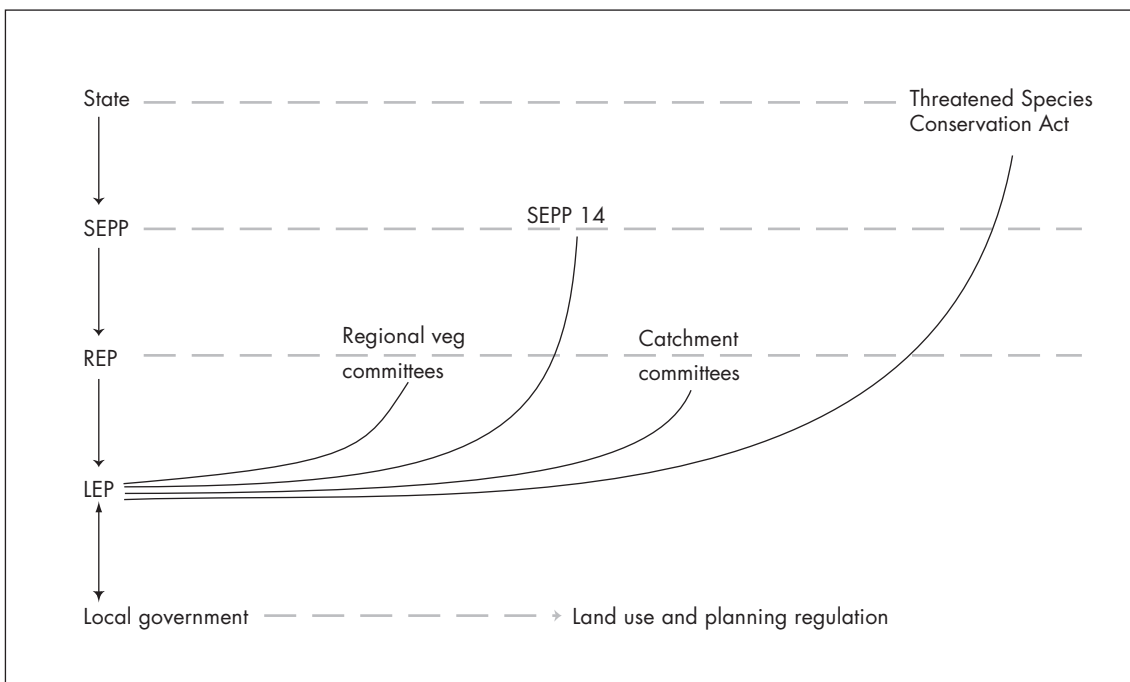 State
Threatened Species
Conservation Act
SEPP 14
SEPP
Regional veg
committees
Catchment
committees
REP
LEP
Local government
Land use and planning regulation